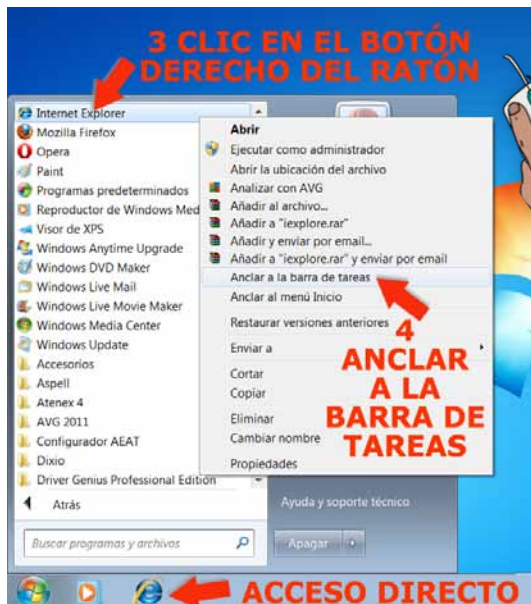 3 CLIC EN EL BOTÓN
DERECHO DEL RATÓN
Internet Explorer
Mozilla Firefox
Opera
Paint
Programas predeterminados
Reproductor de Windows Med
Visor de XPS
Windows Anytime Upgrade
Windows DVD Maker
Windows Live Mail
Windows Live Movie Maker
Windows Media Center
Windows Update
Accesorios
Aspell
Atenex 4
AVG 2011
Configurador AEAT
Dixio
Driver Genius Professional Edition
Atrás
Buscar programas y archivos
Abrir
Ejecutar como administrador
Abrir la ubicación del archivo
Analizar con AVG
Añadir al archivo...
Añadir a "iexplore.rar"
Añadir y enviar por email...
Añadir a "iexplore.rar" y enviar por email
Anclar a la barra de tareas
Anclar al menú Inicio
Restaurar versiones anteriores
Enviar a
Cortar
Copiar
Eliminar
Cambiar nombre
Propiedades
4
ANCLAR
A LA
BARRA DE
TAREAS
Ayuda y soporte técnico
Apagar
ACCESO DIRECTO